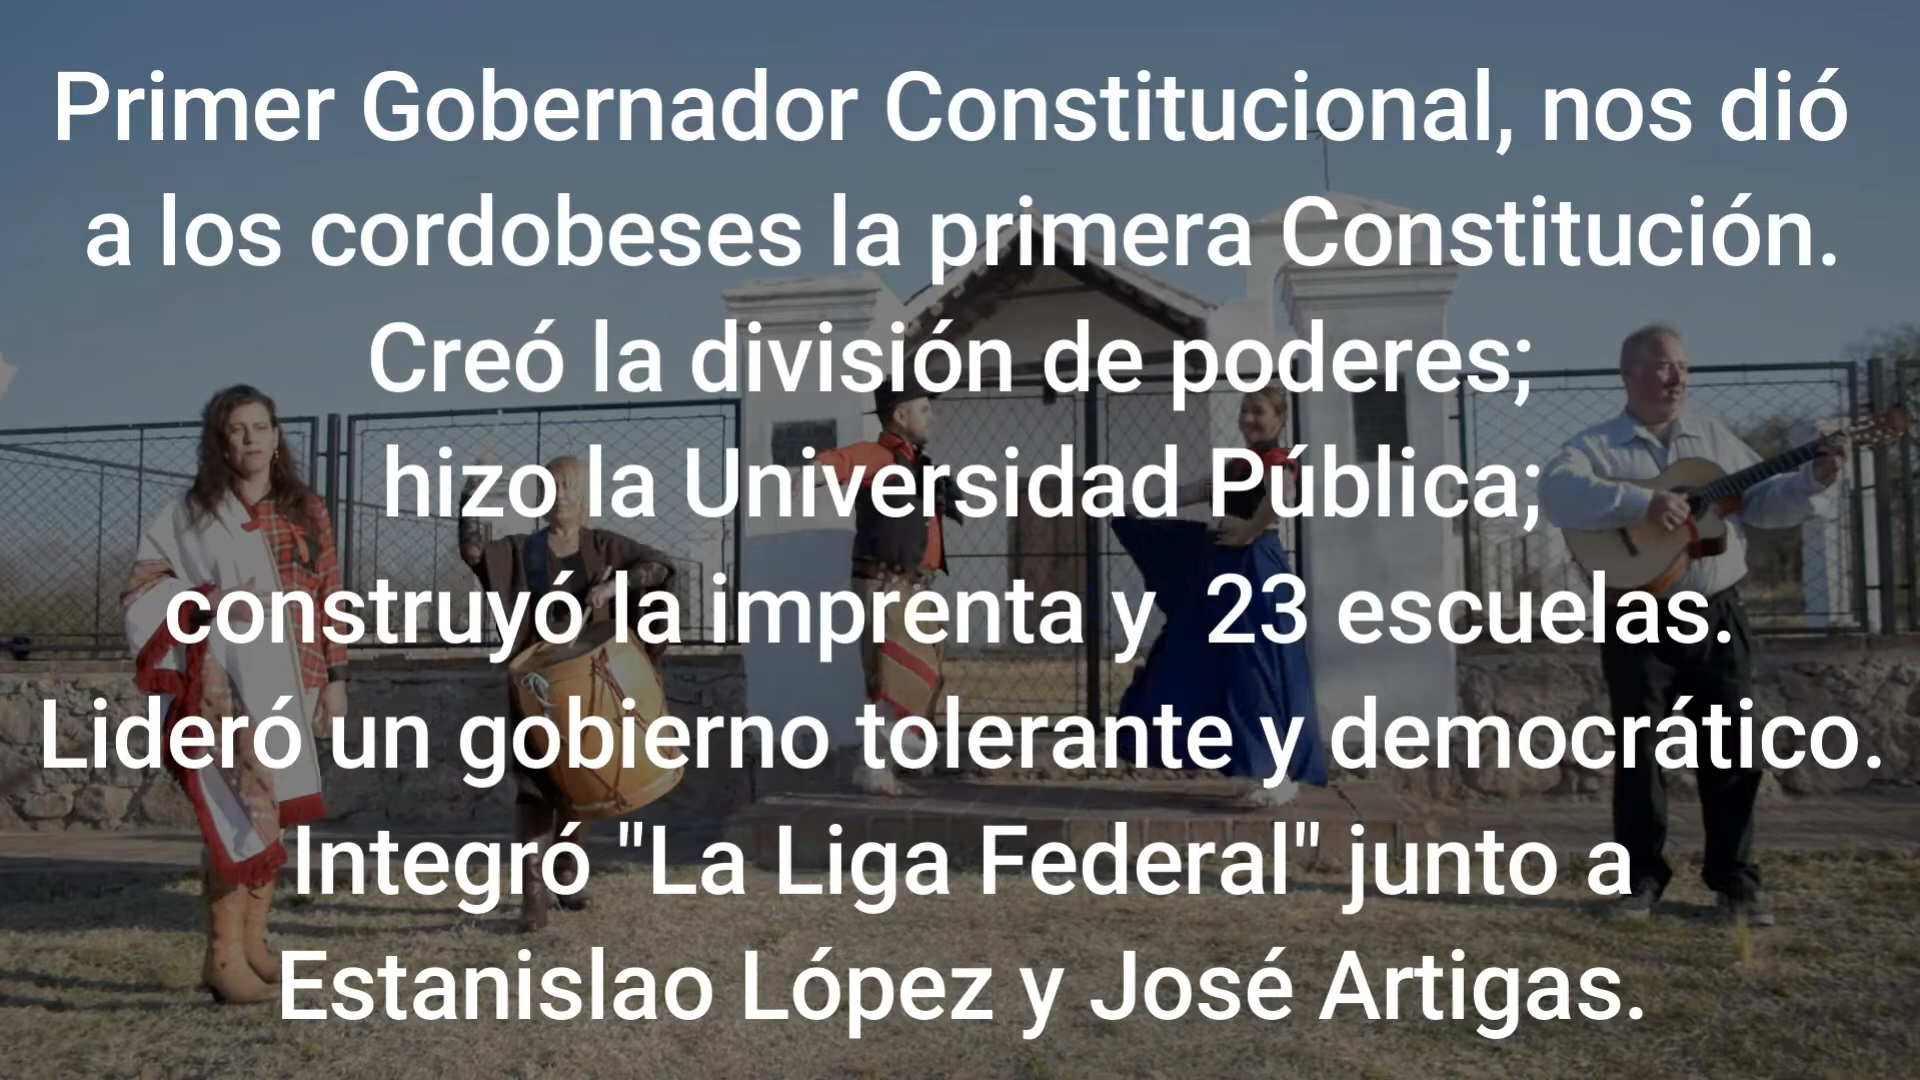 Primer Gobernador Constitucional, nos dió
a los cordobeses la primera Constitución.
Creó la división de poderes;
hizo la Universidad Pública;
construyó la imprenta y  23 escuelas.
Lideró un gobierno tolerante y democrático.
Integró "La Liga Federal" junto a
Estanislao López y José Artigas.